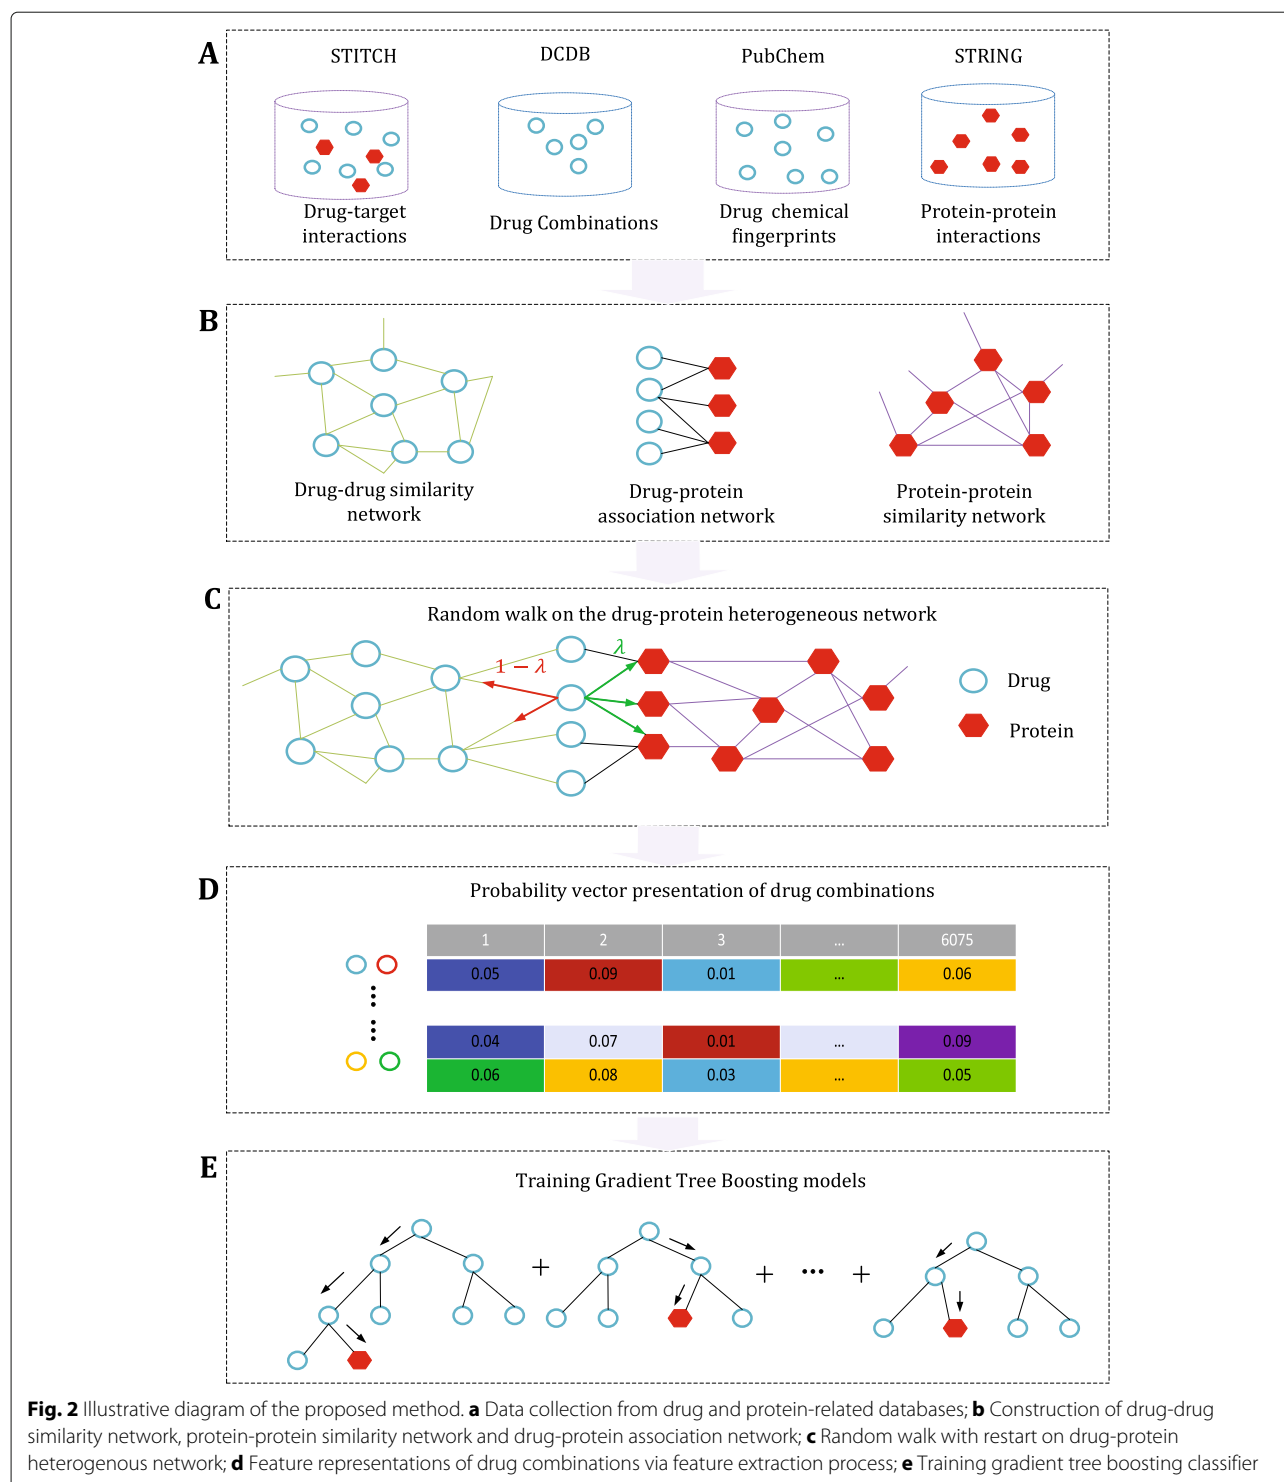 A
STITCH
DCDB
PubChem
STRING
Drug-target
interactions
Drug Combinations
Drug chemical
fingerprints
Protein-protein
interactions
B
Drug-drug similarity
network
Drug-protein
association network
Protein-protein
similarity network
C
Random walk on the drug-protein heterogeneous network
1 − λ
λ
Drug
Protein
D
Probability vector presentation of drug combinations
1 2 3 ... 6075
0.05 0.09 0.01 ... 0.06
0.04 0.07 0.01 ... 0.09
0.06 0.08 0.03 ... 0.05
E
Training Gradient Tree Boosting models
+ + ... +
Fig. 2 Illustrative diagram of the proposed method. a Data collection from drug and protein-related databases; b Construction of drug-drug
similarity network, protein-protein similarity network and drug-protein association network; c Random walk with restart on drug-protein
heterogenous network; d Feature representations of drug combinations via feature extraction process; e Training gradient tree boosting classifier